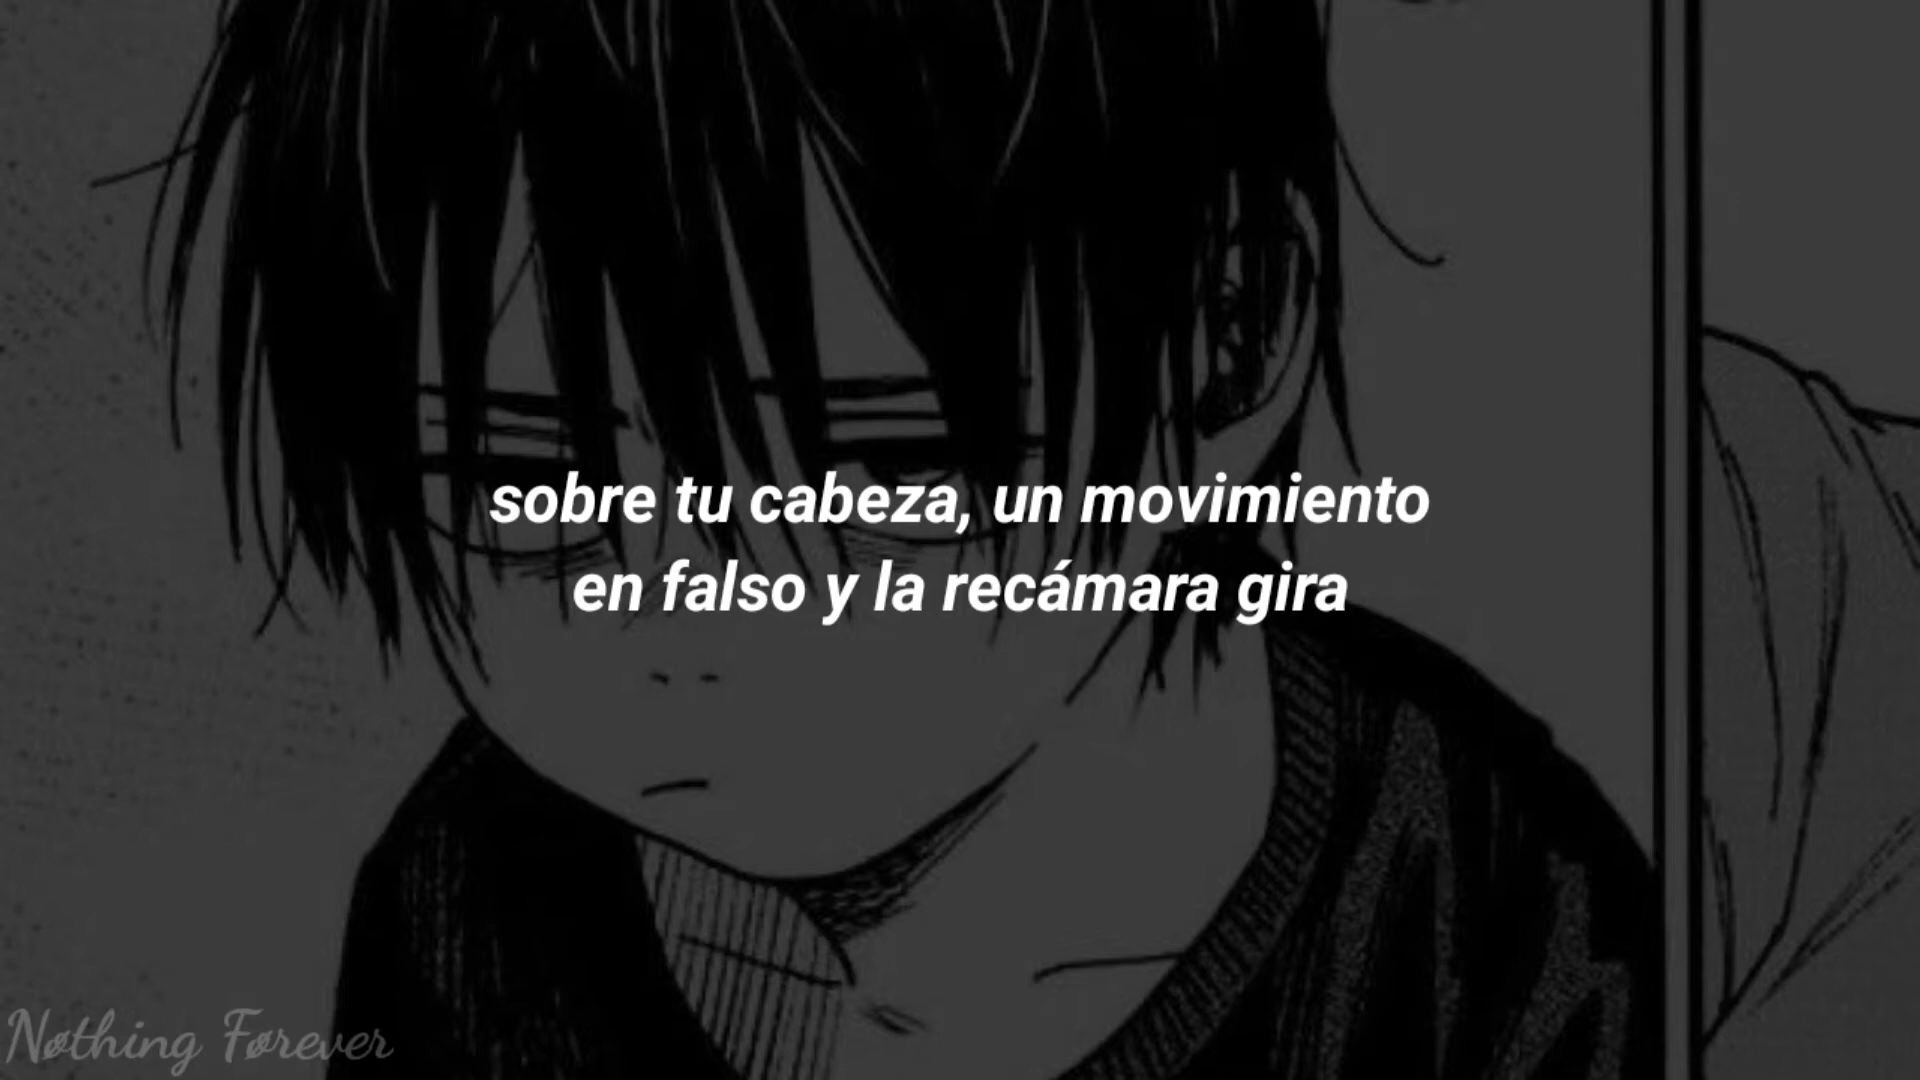 sobre tu cabeza, un movimiento
en falso y la recámara gira
Nøthing Førever